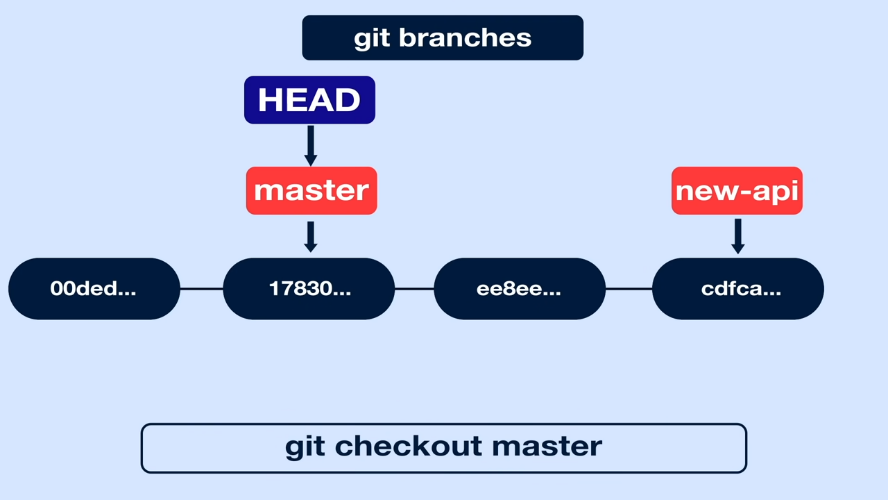 git branches
HEAD
master
new-api
00ded...
17830...
ee8ee...
cdfca...
git checkout master